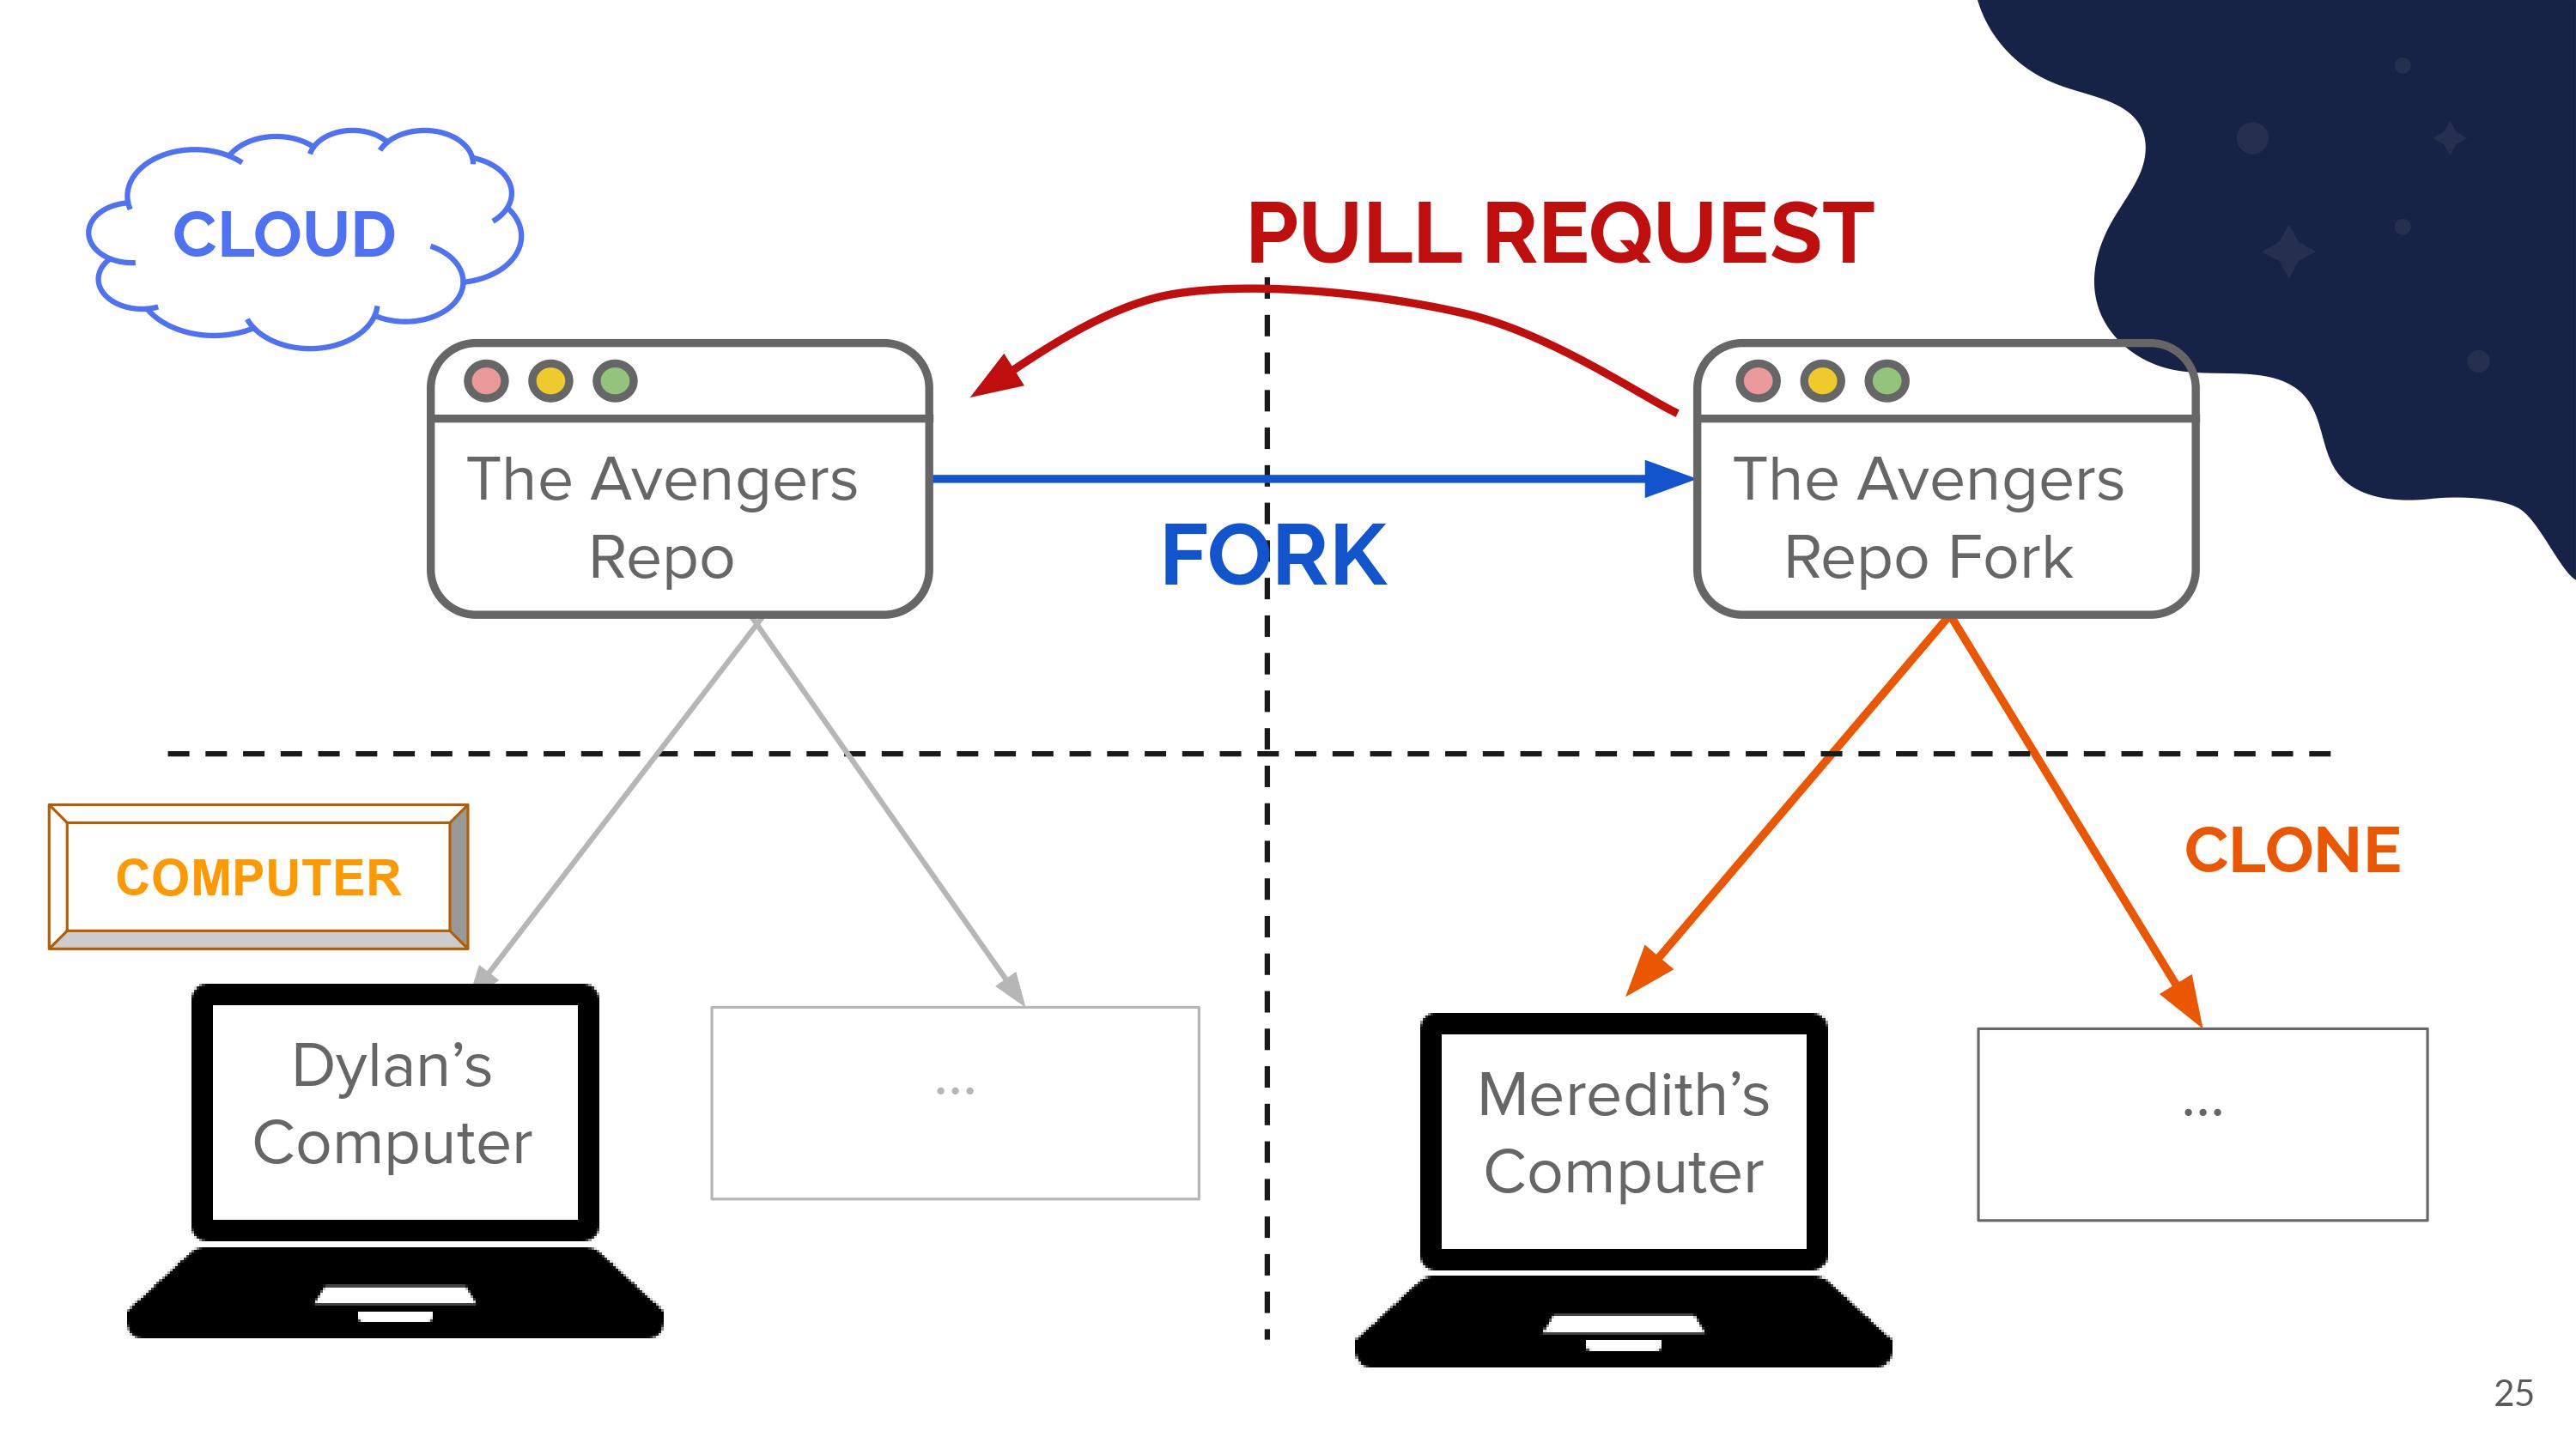 CLOUD
PULL REQUEST
The Avengers
Repo
FORK
The Avengers
Repo Fork
COMPUTER
CLONE
Dylan’s
Computer
...
Meredith’s
Computer
...
25